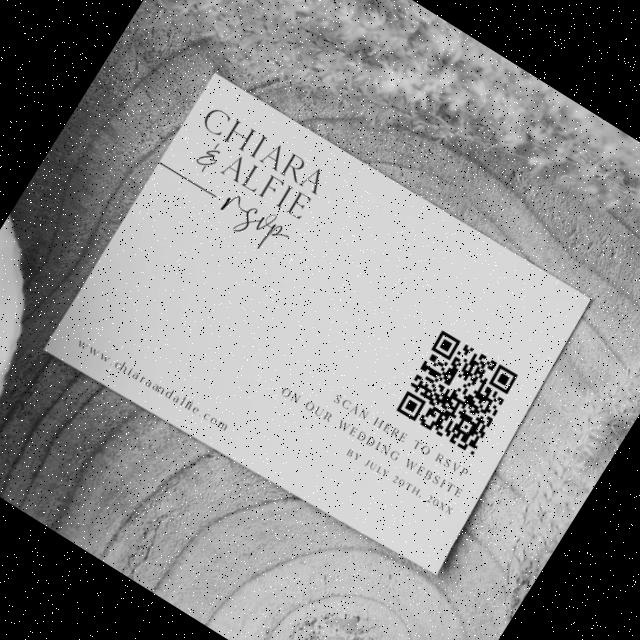 CHIARA
& ALFIE
rsvp
SCAN HERE TO RSVP
ON OUR WEDDING WEBSITE
BY JULY 20TH, 20XX
www.chiaraandalfie.com